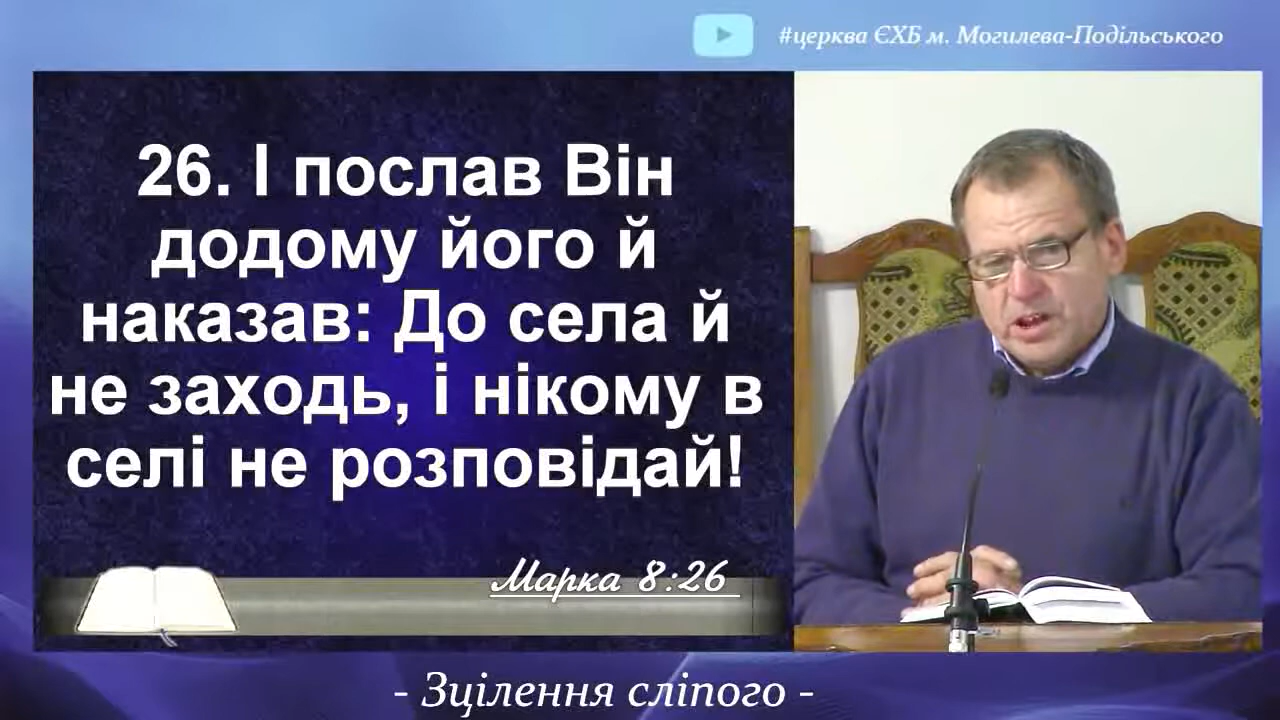 #церква ЄХБ м. Могилева-Подільського
26. І послав Він
додому його й
наказав: До села й
не заходь, і нікому в
селі не розповідай!
Марка 8:26
- Зцілення сліпого -